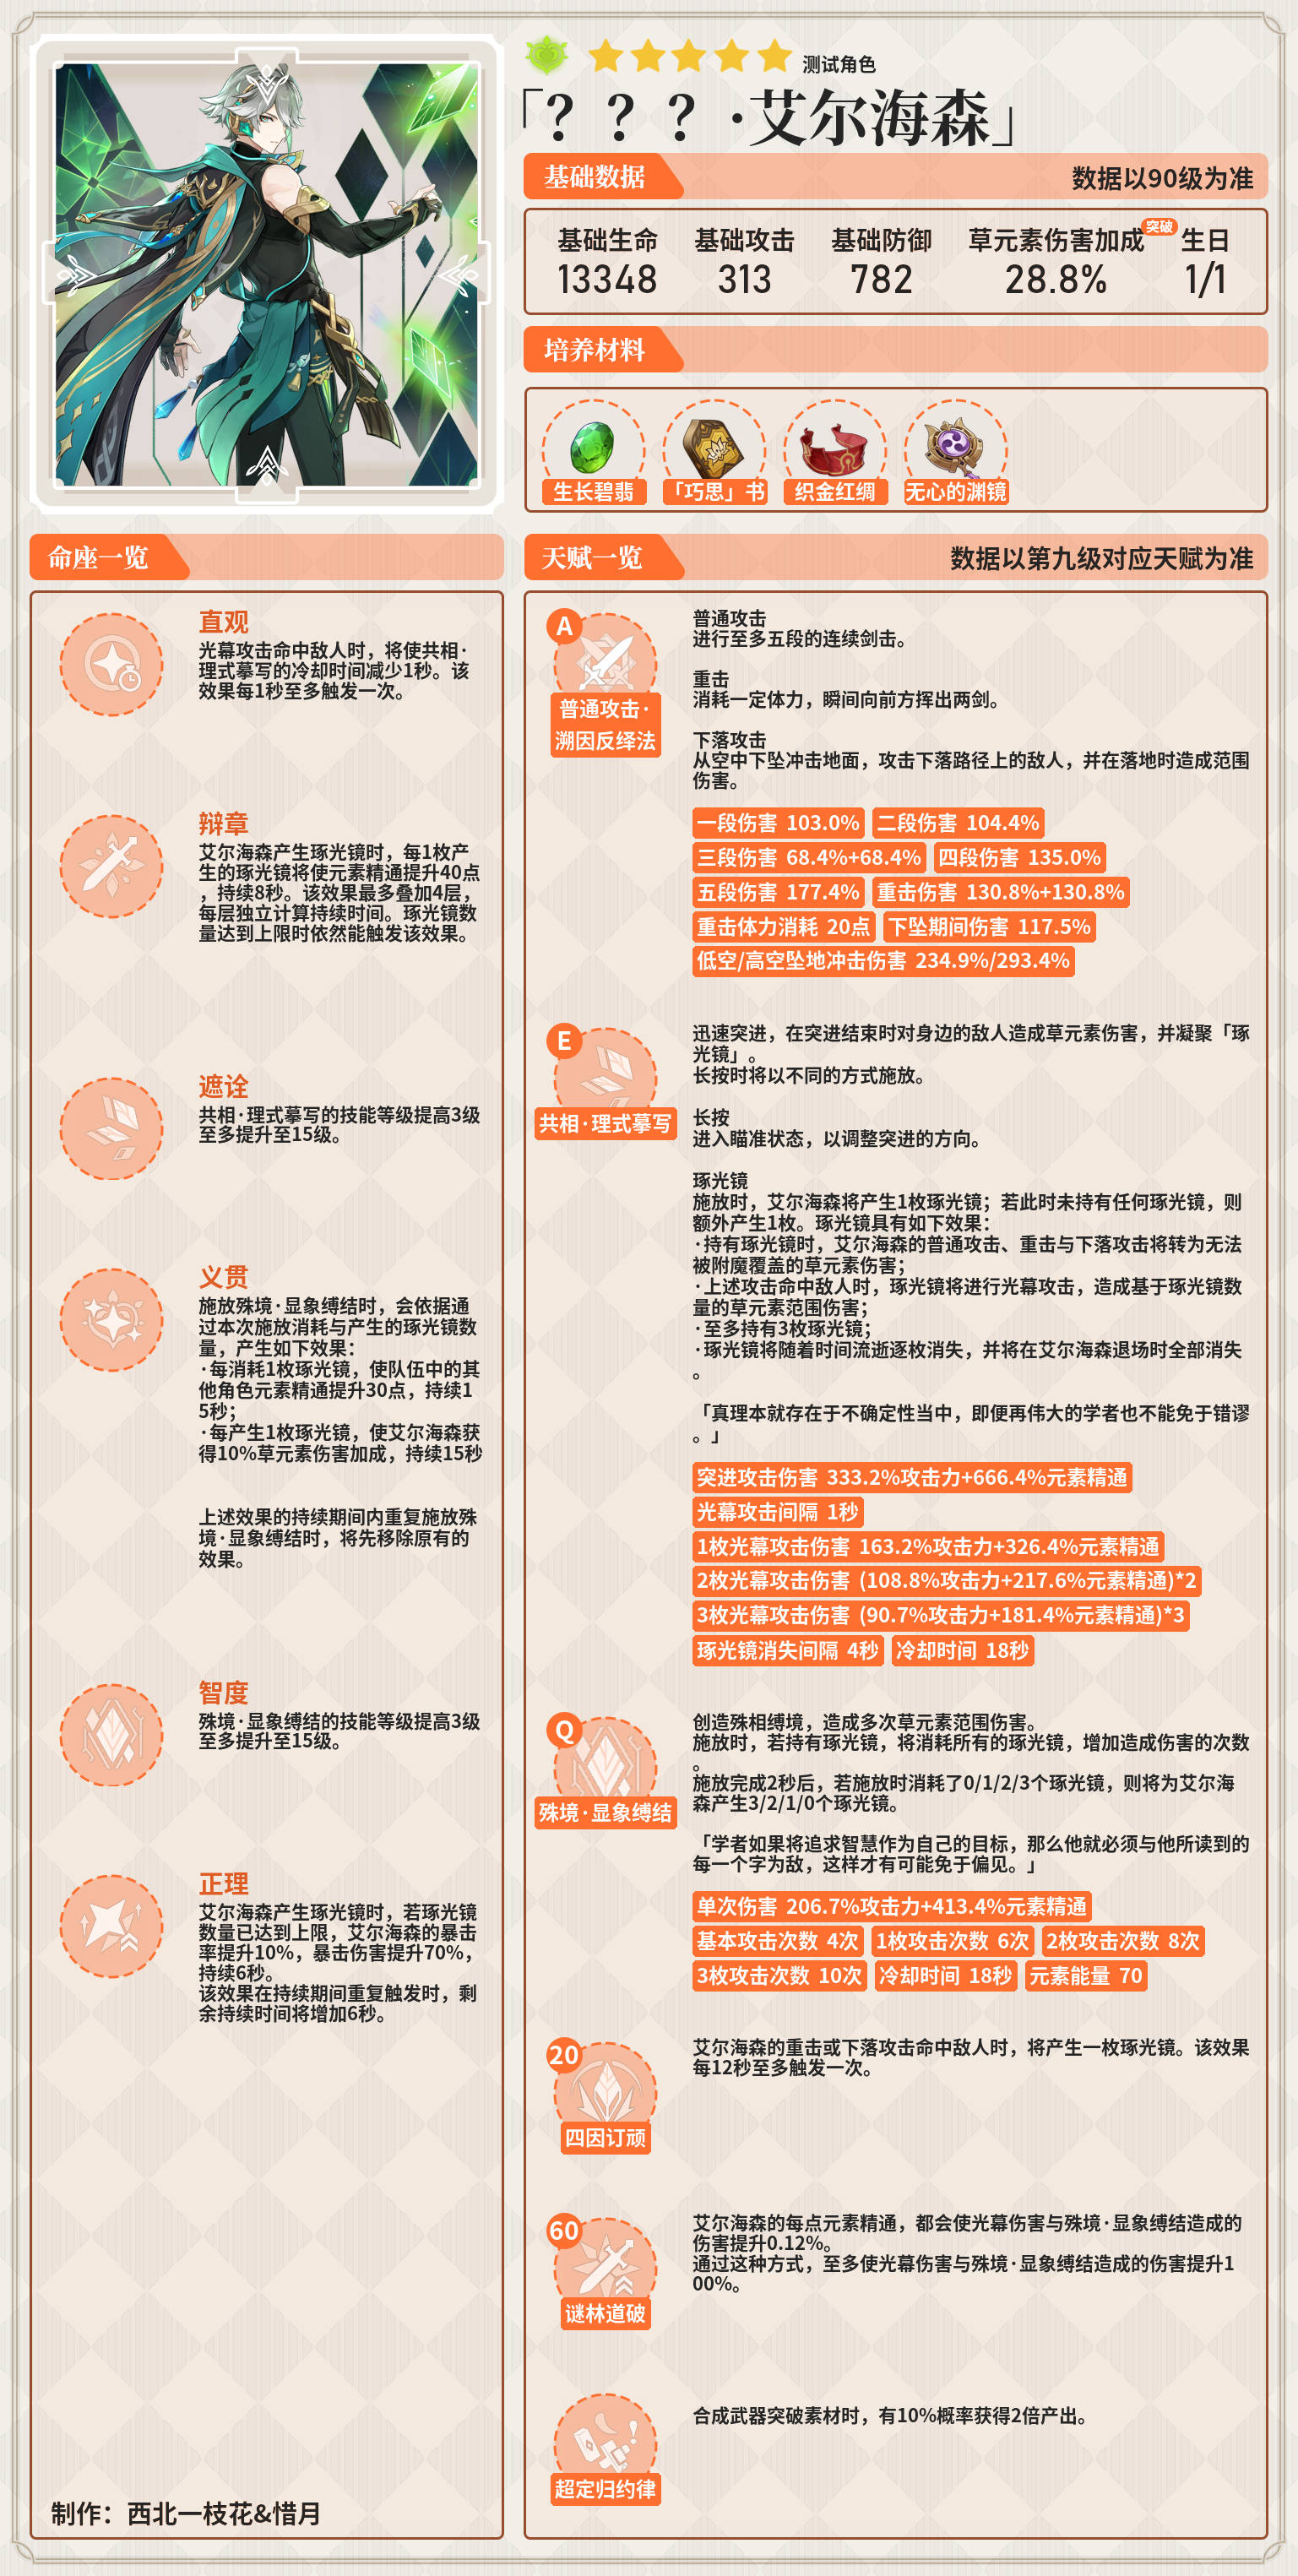 测试角色
「？？？·艾尔海森」
基础数据
数据以90级为准
基础生命 基础攻击 基础防御 草元素伤害加成 突破 生日
13348 313 782 28.8% 1/1
培养材料
生长碧翡 「巧思」书 织金红绸 无心的渊镜
命座一览
直观
光幕攻击命中敌人时，将使共相·
理式摹写的冷却时间减少1秒。该
效果每1秒至多触发一次。
辩章
艾尔海森产生琢光镜时，每1枚产
生的琢光镜将使元素精通提升40点
，持续8秒。该效果最多叠加4层，
每层独立计算持续时间。琢光镜数
量达到上限时依然能触发该效果。
遮诠
共相·理式摹写的技能等级提高3级
至多提升至15级。
义贯
施放殊境·显象缚结时，会依据通
过本次施放消耗与产生的琢光镜数
量，产生如下效果：
·每消耗1枚琢光镜，使队伍中的其
他角色元素精通提升30点，持续1
5秒；
·每产生1枚琢光镜，使艾尔海森获
得10%草元素伤害加成，持续15秒
上述效果的持续期间内重复施放殊
境·显象缚结时，将先移除原有的
效果。
智度
殊境·显象缚结的技能等级提高3级
至多提升至15级。
正理
艾尔海森产生琢光镜时，若琢光镜
数量已达到上限，艾尔海森的暴击
率提升10%，暴击伤害提升70%，
持续6秒。
该效果在持续期间重复触发时，剩
余持续时间将增加6秒。
制作：西北一枝花&惜月
天赋一览
数据以第九级对应天赋为准
A
普通攻击·
溯因反绎法
普通攻击
进行至多五段的连续剑击。
重击
消耗一定体力，瞬间向前方挥出两剑。
下落攻击
从空中下坠冲击地面，攻击下落路径上的敌人，并在落地时造成范围
伤害。
一段伤害 103.0% 二段伤害 104.4%
三段伤害 68.4%+68.4% 四段伤害 135.0%
五段伤害 177.4% 重击伤害 130.8%+130.8%
重击体力消耗 20点 下坠期间伤害 117.5%
低空/高空坠地冲击伤害 234.9%/293.4%
E
共相·理式摹写
迅速突进，在突进结束时对身边的敌人造成草元素伤害，并凝聚「琢
光镜」。
长按时将以不同的方式施放。
长按
进入瞄准状态，以调整突进的方向。
琢光镜
施放时，艾尔海森将产生1枚琢光镜；若此时未持有任何琢光镜，则
额外产生1枚。琢光镜具有如下效果：
·持有琢光镜时，艾尔海森的普通攻击、重击与下落攻击将转为无法
被附魔覆盖的草元素伤害；
·上述攻击命中敌人时，琢光镜将进行光幕攻击，造成基于琢光镜数
量的草元素范围伤害；
·至多持有3枚琢光镜；
·琢光镜将随着时间流逝逐枚消失，并将在艾尔海森退场时全部消失
。
「真理本就存在于不确定性当中，即便再伟大的学者也不能免于错谬
。」
突进攻击伤害 333.2%攻击力+666.4%元素精通
光幕攻击间隔 1秒
1枚光幕攻击伤害 163.2%攻击力+326.4%元素精通
2枚光幕攻击伤害 (108.8%攻击力+217.6%元素精通)*2
3枚光幕攻击伤害 (90.7%攻击力+181.4%元素精通)*3
琢光镜消失间隔 4秒 冷却时间 18秒
Q
殊境·显象缚结
创造殊相缚境，造成多次草元素范围伤害。
施放时，若持有琢光镜，将消耗所有的琢光镜，增加造成伤害的次数
。
施放完成2秒后，若施放时消耗了0/1/2/3个琢光镜，则将为艾尔海
森产生3/2/1/0个琢光镜。
「学者如果将追求智慧作为自己的目标，那么他就必须与他所读到的
每一个字为敌，这样才有可能免于偏见。」
单次伤害 206.7%攻击力+413.4%元素精通
基本攻击次数 4次 1枚攻击次数 6次 2枚攻击次数 8次
3枚攻击次数 10次 冷却时间 18秒 元素能量 70
20
四因订顽
艾尔海森的重击或下落攻击命中敌人时，将产生一枚琢光镜。该效果
每12秒至多触发一次。
60
谜林道破
艾尔海森的每点元素精通，都会使光幕伤害与殊境·显象缚结造成的
伤害提升0.12%。
通过这种方式，至多使光幕伤害与殊境·显象缚结造成的伤害提升1
00%。
超定归约律
合成武器突破素材时，有10%概率获得2倍产出。